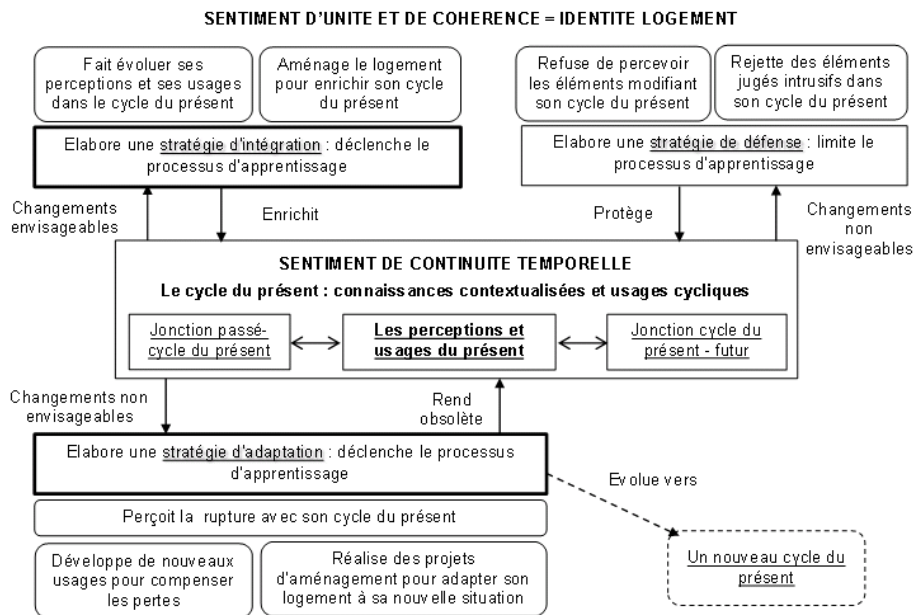 SENTIMENT D'UNITE ET DE COHERENCE = IDENTITE LOGEMENT
Fait évoluer ses
perceptions et ses usages
dans le cycle du présent
Aménage le logement
pour enrichir son cycle
du présent
Refuse de percevoir
les éléments modifiant
son cycle du présent
Rejette des éléments
jugés intrusifs dans
son cycle du présent
Elabore une stratégie d'intégration : déclenche le
processus d'apprentissage
Elabore une stratégie de défense : limite le
processus d'apprentissage
Changements
envisageables
Enrichit
Protège
Changements
non
envisageables
SENTIMENT DE CONTINUITE TEMPORELLE
Le cycle du présent : connaissances contextualisées et usages cycliques
Jonction passé-
cycle du présent
Les perceptions et
usages du présent
Jonction cycle du
présent - futur
Changements non
envisageables
Rend
obsolète
Elabore une stratégie d'adaptation : déclenche le processus
d'apprentissage
Evolue vers
Perçoit la rupture avec son cycle du présent
Développe de nouveaux
usages pour compenser
les pertes
Réalise des projets
d'aménagement pour adapter son
logement à sa nouvelle situation
Un nouveau cycle du
présent